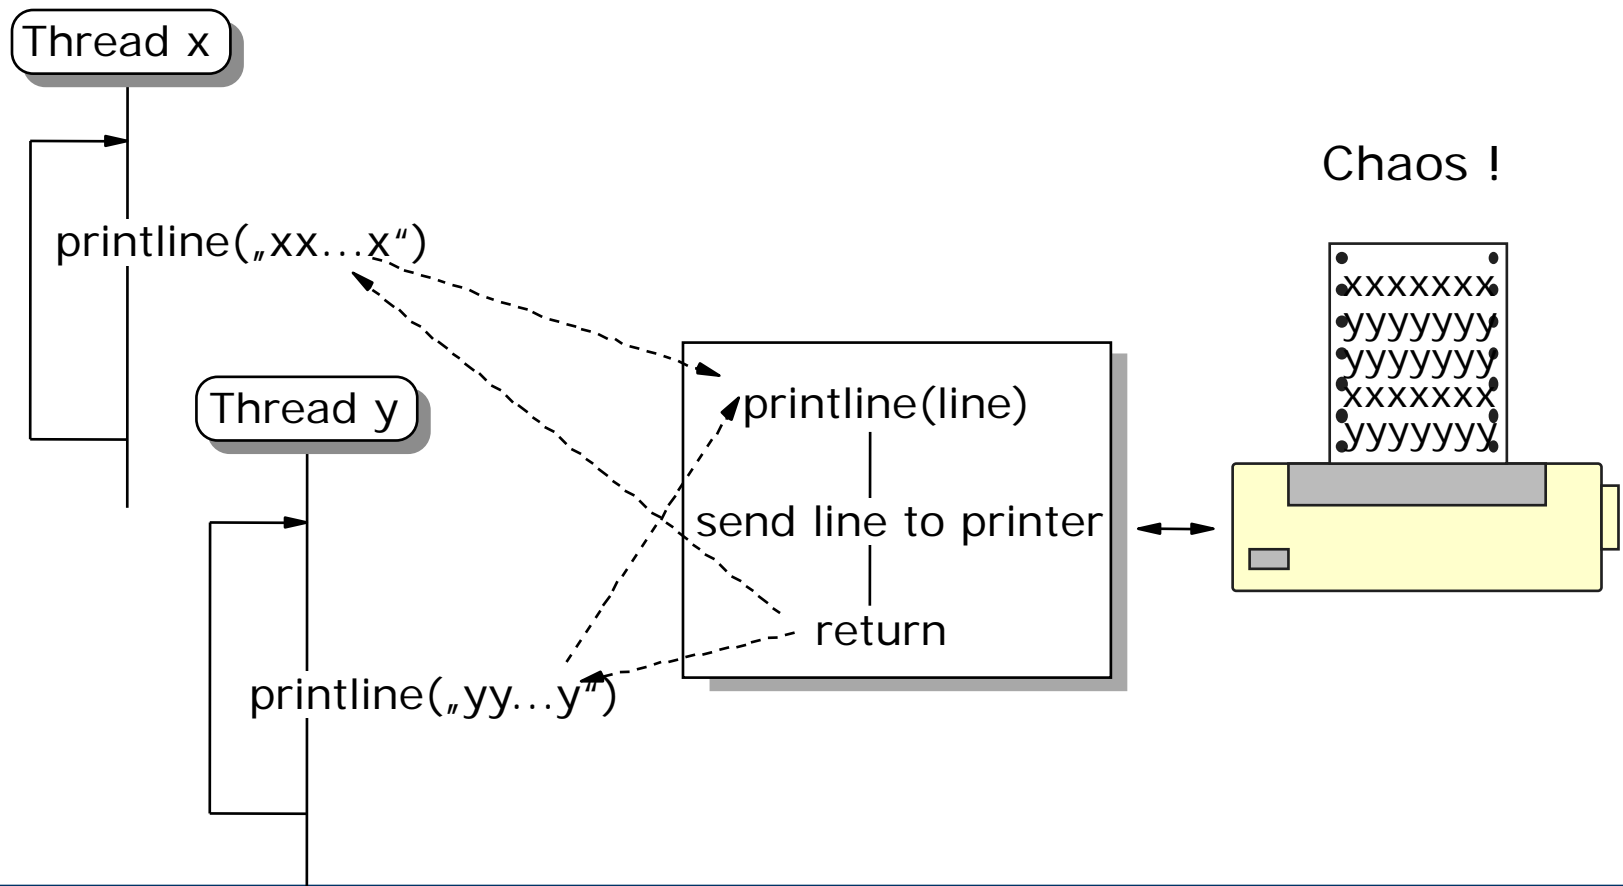 Thread x
printline(„xx...x“)
Thread y
printline(„yy...y“)
printline(line)
send line to printer
return
Chaos !
xxxxxxx
yyyyyyy
yyyyyyy
xxxxxxx
yyyyyyy